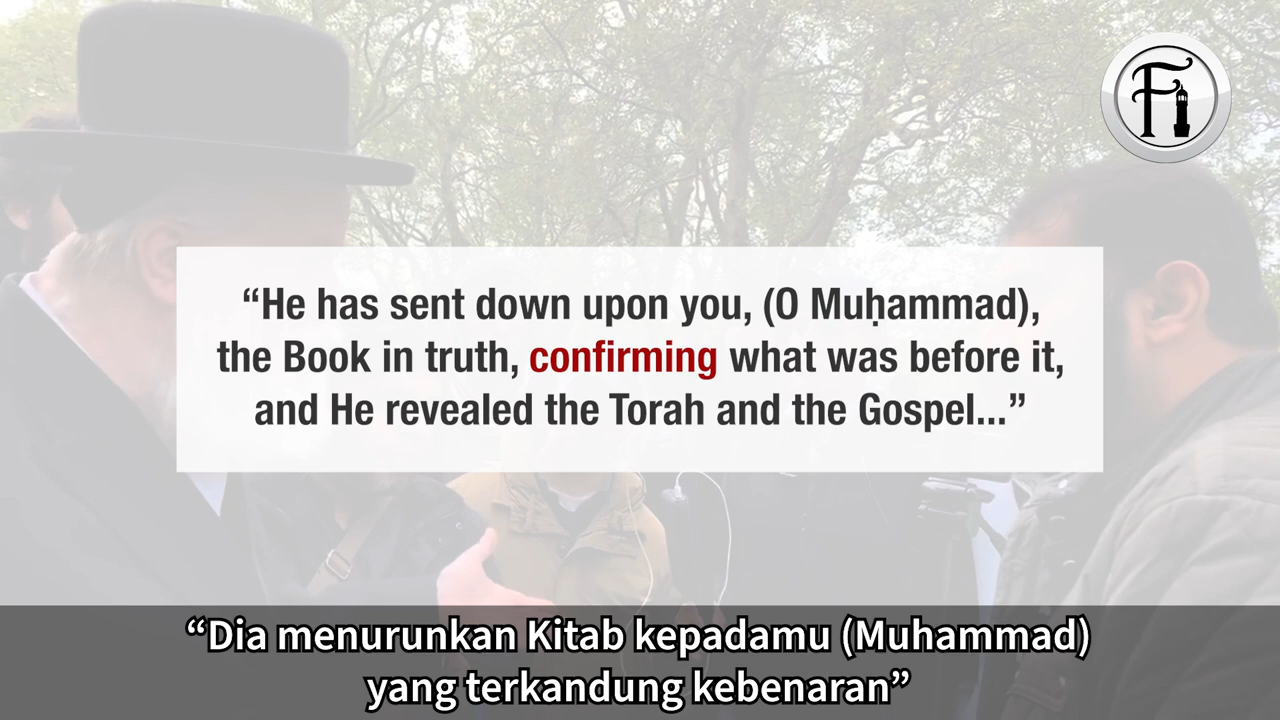 Fi
“He has sent down upon you, (O Muḥammad),
the Book in truth, confirming what was before it,
and He revealed the Torah and the Gospel...”
“Dia menurunkan Kitab kepadamu (Muhammad)
yang terkandung kebenaran”